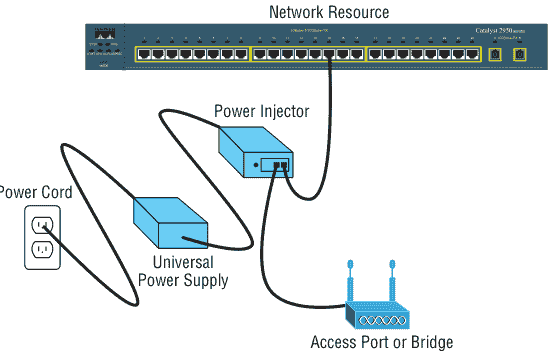 Network Resource
Catalyst 2950
Power Injector
Power Cord
Universal
Power Supply
Access Port or Bridge